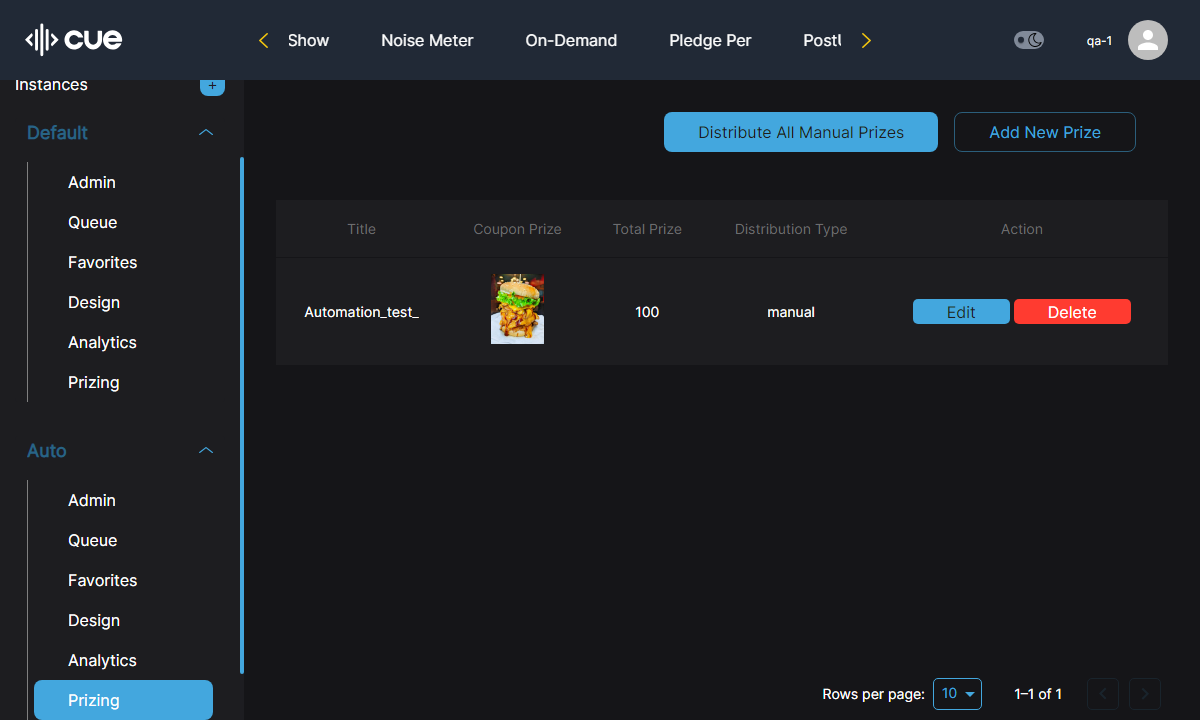 cue
Show Noise Meter On-Demand Pledge Per PostU
qa-1
Instances +
Default
Admin
Queue
Favorites
Design
Analytics
Prizing
Auto
Admin
Queue
Favorites
Design
Analytics
Prizing
Distribute All Manual Prizes Add New Prize
Title Coupon Prize Total Prize Distribution Type Action
Automation_test_ 100 manual Edit Delete
Rows per page: 10 1–1 of 1